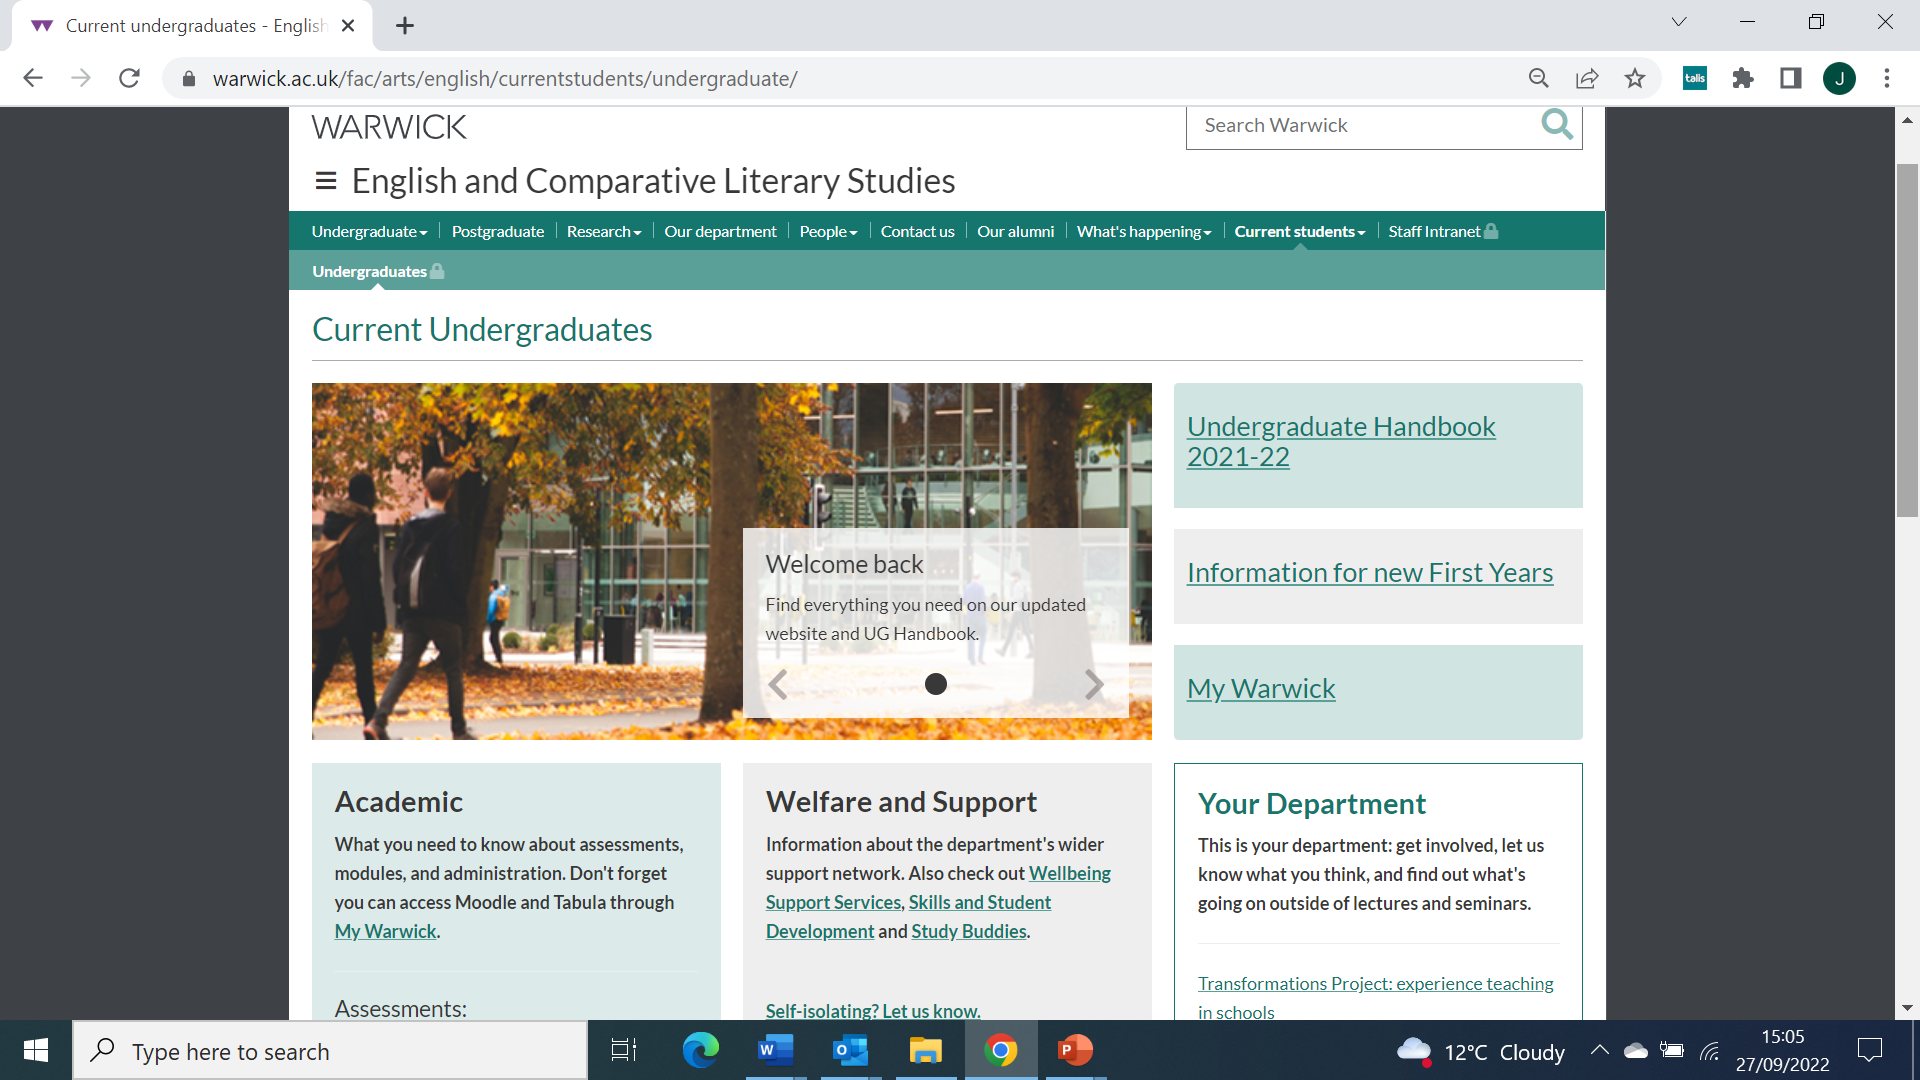 Current undergraduates - English
warwick.ac.uk/fac/arts/english/currentstudents/undergraduate/
talis
J
WARWICK
Search Warwick
English and Comparative Literary Studies
Undergraduate
Postgraduate
Research
Our department
People
Contact us
Our alumni
What's happening
Current students
Staff Intranet
Undergraduates
Current Undergraduates
Welcome back
Find everything you need on our updated
website and UG Handbook.
Undergraduate Handbook
2021-22
Information for new First Years
My Warwick
Academic
What you need to know about assessments,
modules, and administration. Don't forget
you can access Moodle and Tabula through
My Warwick.
Assessments:
Welfare and Support
Information about the department's wider
support network. Also check out Wellbeing
Support Services, Skills and Student
Development and Study Buddies.
Self-isolating? Let us know.
Your Department
This is your department: get involved, let us
know what you think, and find out what's
going on outside of lectures and seminars.
Transformations Project: experience teaching
in schools
Type here to search
W
O
P
12°C Cloudy
15:05
27/09/2022